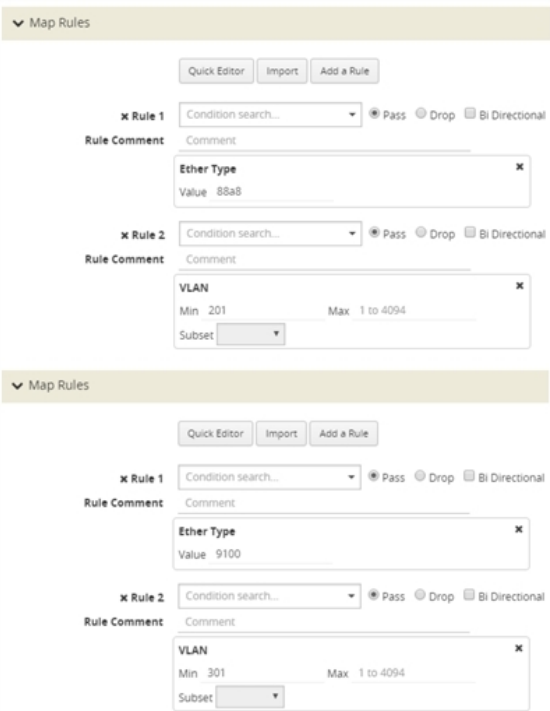 Map Rules
Quick Editor Import Add a Rule
x Rule 1 Condition search... Pass Drop Bi Directional
Rule Comment Comment
Ether Type x
Value 88a8
x Rule 2 Condition search... Pass Drop Bi Directional
Rule Comment Comment
VLAN x
Min 201 Max 1 to 4094
Subset
Map Rules
Quick Editor Import Add a Rule
x Rule 1 Condition search... Pass Drop Bi Directional
Rule Comment Comment
Ether Type x
Value 9100
x Rule 2 Condition search... Pass Drop Bi Directional
Rule Comment Comment
VLAN x
Min 301 Max 1 to 4094
Subset